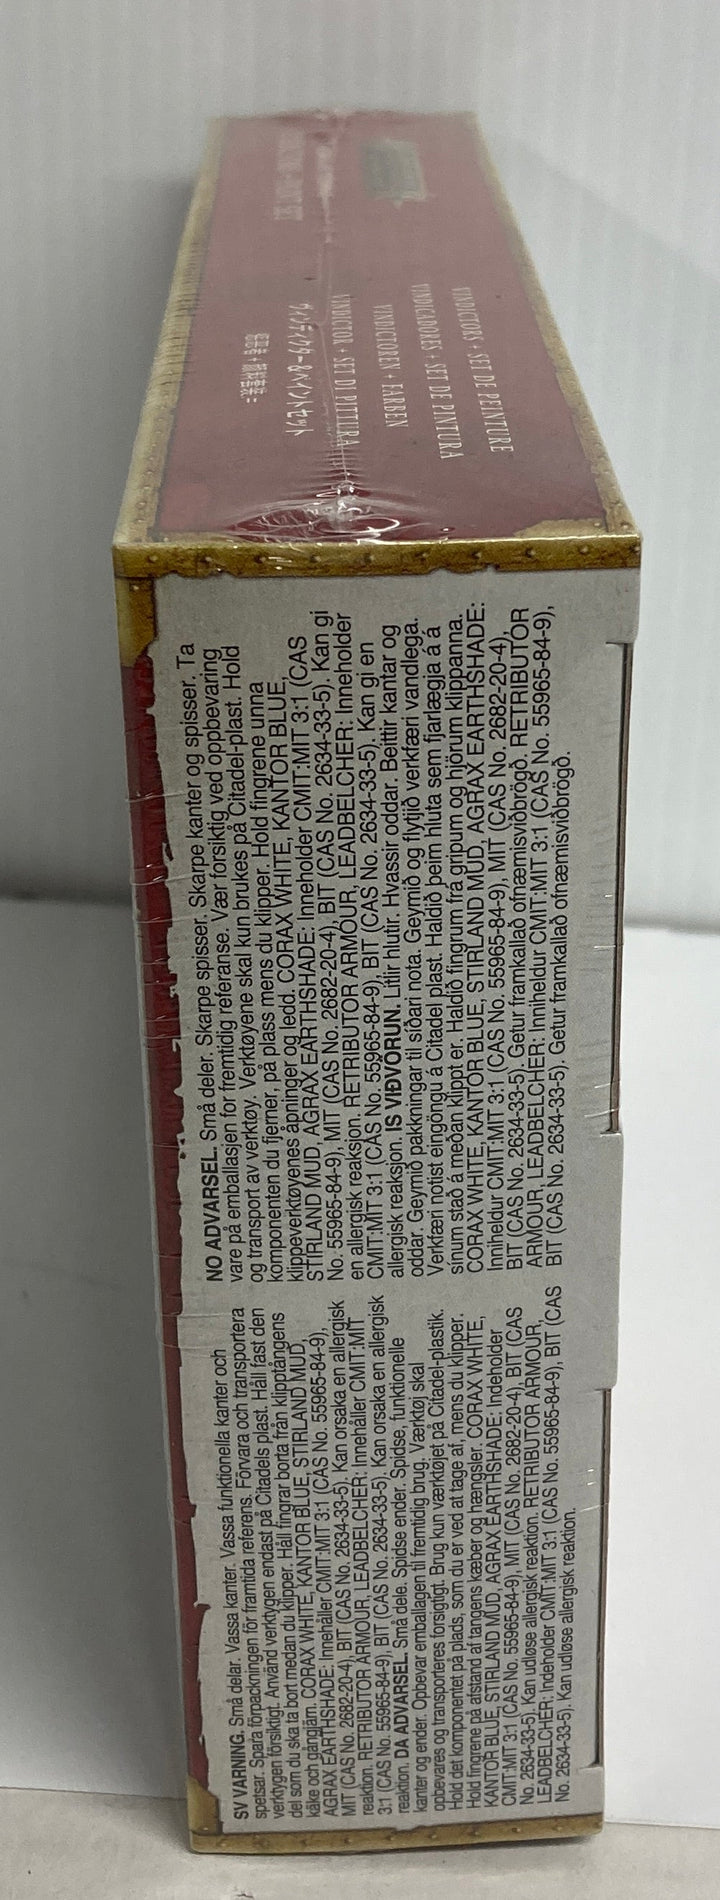 VINDICTORS + SET DE PEINTURE
VINDICADORES + SET DE PINTURA
VINDICTOREN + FARBEN
VINDICTOR + SET DI PITTURA
SV VARNING. Små delar. Vassa kanter. Vassa funktionella kanter och
spetsar. Spara förpackningen för framtida referens. Förvara och transportera
verktygen försiktigt. Använd verktygen endast på Citadels plast. Håll fast den
del som du ska ta bort medan du klipper. Håll fingrar borta från klipptångens
käke och gångjärn. CORAX WHITE, KANTOR BLUE, STIRLAND MUD,
AGRAX EARTHSHADE: Innehåller CMIT:MIT 3:1 (CAS No. 55965-84-9),
MIT (CAS No. 2682-20-4), BIT (CAS No. 2634-33-5). Kan orsaka en allergisk
reaktion. RETRIBUTOR ARMOUR, LEADBELCHER: Innehåller CMIT:MIT
3:1 (CAS No. 55965-84-9), BIT (CAS No. 2634-33-5). Kan orsaka en allergisk
reaktion. DA ADVARSEL. Små dele. Spidse ender. Spidse, funktionelle
kanter og ender. Opbevar emballagen til fremtidig brug. Værktøj skal
opbevares og transporteres forsigtigt. Brug kun værktøjet på Citadel-plastik.
Hold det komponentet på plads, som du er ved at tage af, mens du klipper.
Hold fingrene på afstand af tangens kæber og hængsler. CORAX WHITE,
KANTOR BLUE, STIRLAND MUD, AGRAX EARTHSHADE: Indeholder
CMIT:MIT 3:1 (CAS No. 55965-84-9), MIT (CAS No. 2682-20-4), BIT (CAS
No. 2634-33-5). Kan udløse allergisk reaktion. RETRIBUTOR ARMOUR,
LEADBELCHER: Indeholder CMIT:MIT 3:1 (CAS No. 55965-84-9), BIT (CAS
No. 2634-33-5). Kan udløse allergisk reaktion.
NO ADVARSEL. Små deler. Skarpe spisser. Skarpe kanter og spisser. Ta
vare på emballasjen for fremtidig referanse. Vær forsiktig ved oppbevaring
og transport av verktøy. Verktøyene skal kun brukes på Citadel-plast. Hold
komponenten du fjerner, på plass mens du klipper. Hold fingrene unna
klippeverktøyenes åpninger og ledd. CORAX WHITE, KANTOR BLUE,
STIRLAND MUD, AGRAX EARTHSHADE: Inneholder CMIT:MIT 3:1 (CAS
No. 55965-84-9), MIT (CAS No. 2682-20-4), BIT (CAS No. 2634-33-5). Kan gi
en allergisk reaksjon. RETRIBUTOR ARMOUR, LEADBELCHER: Inneholder
CMIT:MIT 3:1 (CAS No. 55965-84-9), BIT (CAS No. 2634-33-5). Kan gi en
allergisk reaksjon. IS VIÐVÖRUN. Litlir hlutir. Hvassir oddar. Beittir kantar og
oddar. Geymið pakkningar til síðari nota. Geymið og flytjið verkfæri vandlega.
Verkfæri notist eingöngu á Citadel plast. Haldið þeim hluta sem fjarlægja á á
sínum stað á meðan klippt er. Haldið fingrum frá gripum og hjörum klippanna.
CORAX WHITE, KANTOR BLUE, STIRLAND MUD, AGRAX EARTHSHADE:
Inniheldur CMIT:MIT 3:1 (CAS No. 55965-84-9), MIT (CAS No. 2682-20-4),
BIT (CAS No. 2634-33-5). Getur framkallað ofnæmisviðbrögð. RETRIBUTOR
ARMOUR, LEADBELCHER: Inniheldur CMIT:MIT 3:1 (CAS No. 55965-84-9),
BIT (CAS No. 2634-33-5). Getur framkallað ofnæmisviðbrögð.